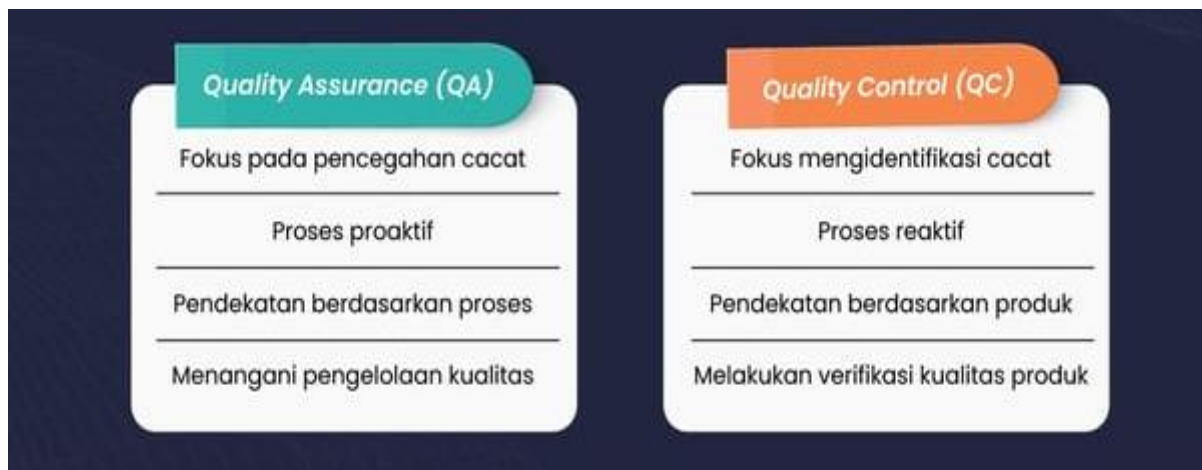 Quality Assurance (QA)
Fokus pada pencegahan cacat
Proses proaktif
Pendekatan berdasarkan proses
Menangani pengelolaan kualitas
Quality Control (QC)
Fokus mengidentifikasi cacat
Proses reaktif
Pendekatan berdasarkan produk
Melakukan verifikasi kualitas produk